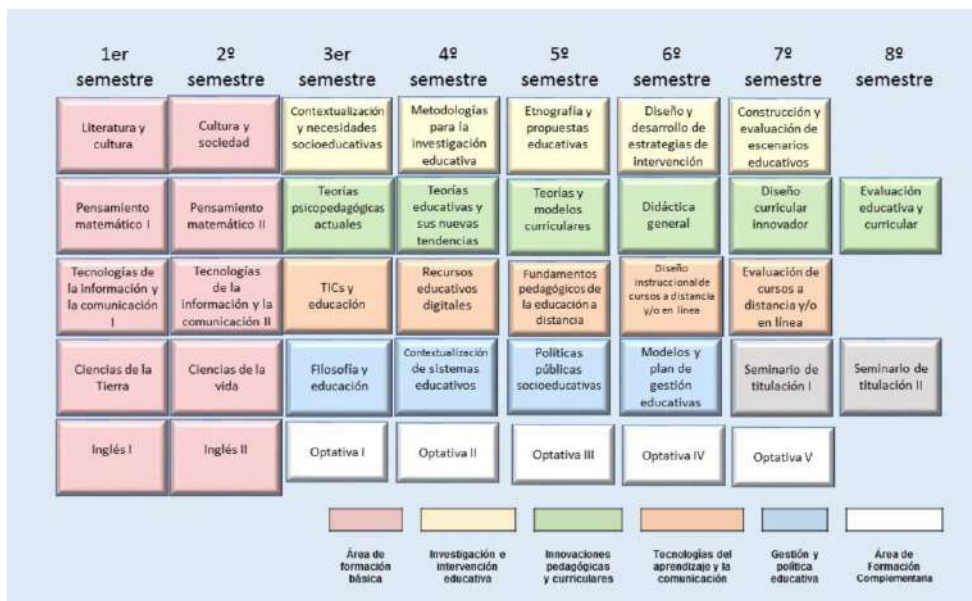 1er
semestre
2º
semestre
3er
semestre
4º
semestre
5º
semestre
6º
semestre
7º
semestre
8º
semestre
Literatura y
cultura
Cultura y
sociedad
Contextualización
y necesidades
socioeducativas
Metodologías
para la
investigación
educativa
Etnografía y
propuestas
educativas
Diseño y
desarrollo de
estrategias de
intervención
Construcción y
evaluación de
escenarios
educativos
Pensamiento
matemático I
Pensamiento
matemático II
Teorías
psicopedagógicas
actuales
Teorías
educativas y
sus nuevas
tendencias
Teorías y
modelos
curriculares
Didáctica
general
Diseño
curricular
innovador
Evaluación
educativa y
curricular
Tecnologías de
la información y
la comunicación
I
Tecnologías
de la
información y la
comunicación II
TICs y
educación
Recursos
educativos
digitales
Fundamentos
pedagógicos de
la educación a
distancia
Diseño
instruccional de
cursos a distancia
y/o en línea
Evaluación de
cursos a
distancia y/o
en línea
Ciencias de la
Tierra
Ciencias de la
vida
Filosofía y
educación
Contextualización
de sistemas
educativos
Políticas
públicas
socioeducativas
Modelos y
plan de
gestión
educativas
Seminario de
titulación I
Seminario de
titulación II
Inglés I
Inglés II
Optativa I
Optativa II
Optativa III
Optativa IV
Optativa V
Área de
formación
básica
Investigación e
intervención
educativa
Innovaciones
pedagógicas
y curriculares
Tecnologías del
aprendizaje y la
comunicación
Gestión y
política
educativa
Área de
Formación
Complementaria